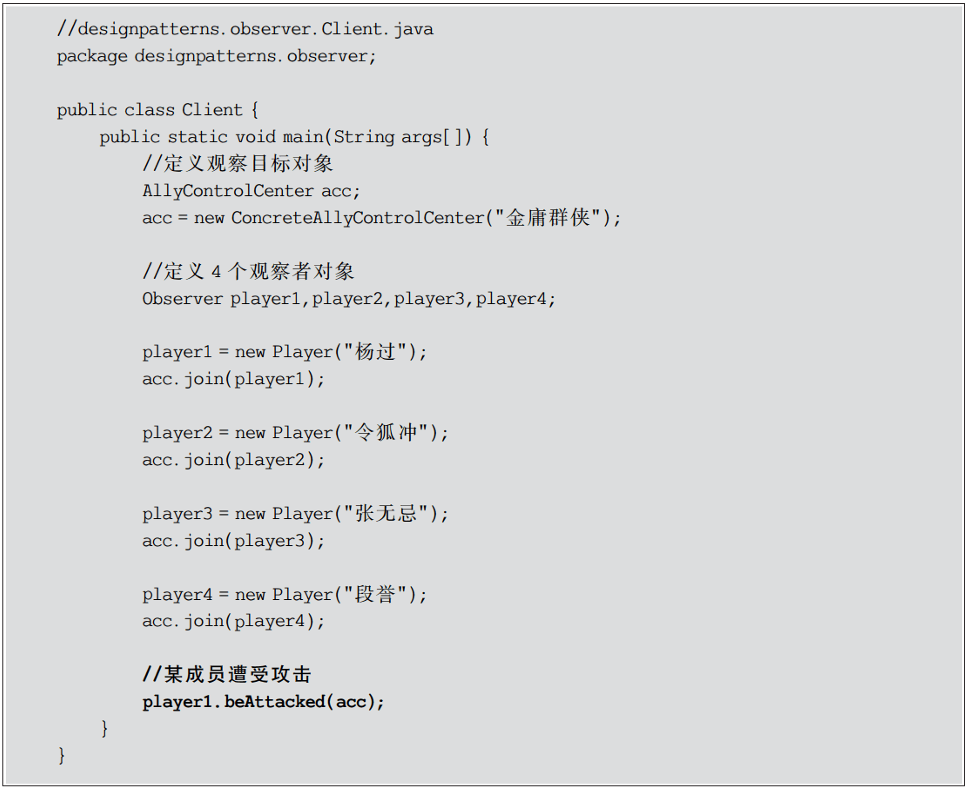 //designpatterns.observer.Client.java
package designpatterns.observer;

public class Client {
    public static void main(String args[]) {
        //定义观察目标对象
        AllyControlCenter acc;
        acc = new ConcreteAllyControlCenter("金庸群侠");

        //定义 4 个观察者对象
        Observer player1,player2,player3,player4;

        player1 = new Player("杨过");
        acc.join(player1);

        player2 = new Player("令狐冲");
        acc.join(player2);

        player3 = new Player("张无忌");
        acc.join(player3);

        player4 = new Player("段誉");
        acc.join(player4);

        //某成员遭受攻击
        player1.beAttacked(acc);
    }
}